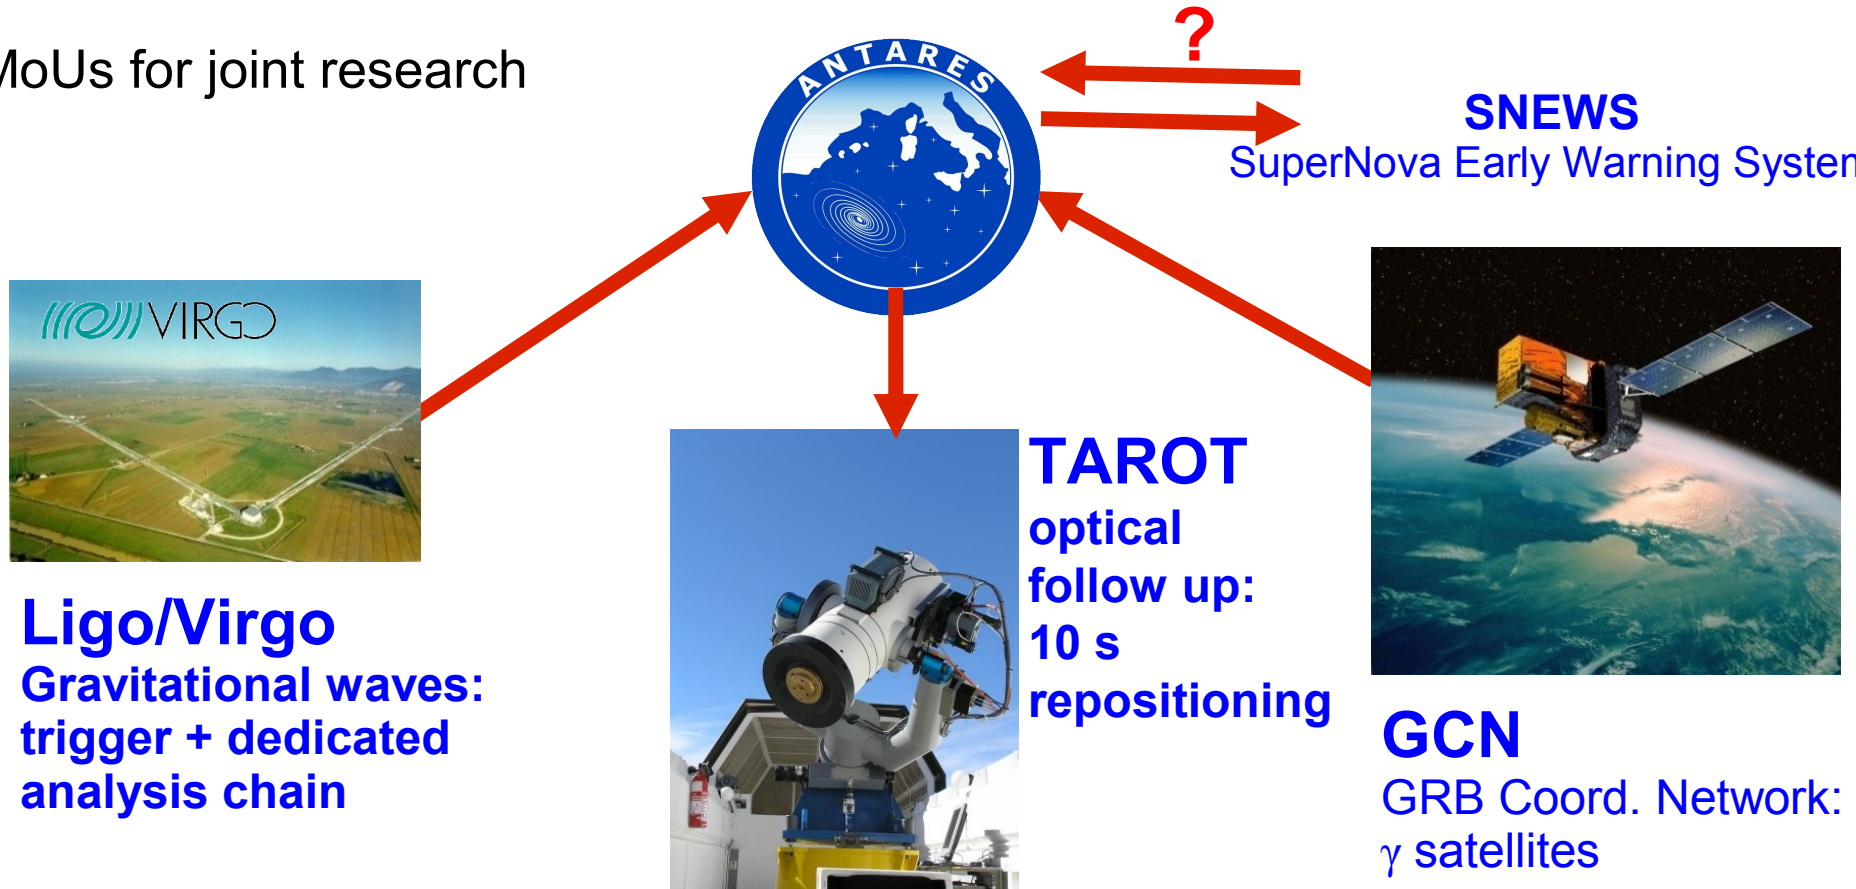 MoUs for joint research
ANTARES
?
SNEWS
SuperNova Early Warning System
VIRGO
Ligo/Virgo
Gravitational waves:
trigger + dedicated
analysis chain
TAROT
optical
follow up:
10 s
repositioning
GCN
GRB Coord. Network:
γ satellites